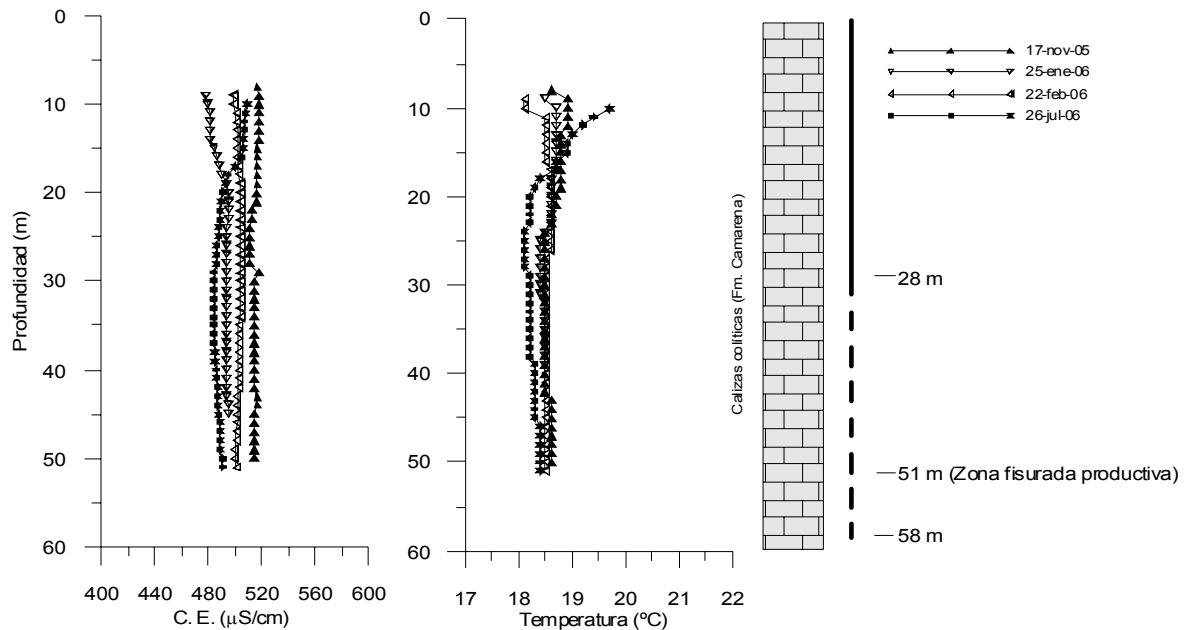 0
10
20
30
40
50
60
Profundidad (m)
400 440 480 520 560 600
C. E. (μS/cm)
0
10
20
30
40
50
60
17 18 19 20 21 22
Temperatura (ºC)
Calizas oolíticas (Fm. Camarena)
28 m
51 m (Zona fisurada productiva)
58 m
17-nov-05
25-ene-06
22-feb-06
26-jul-06